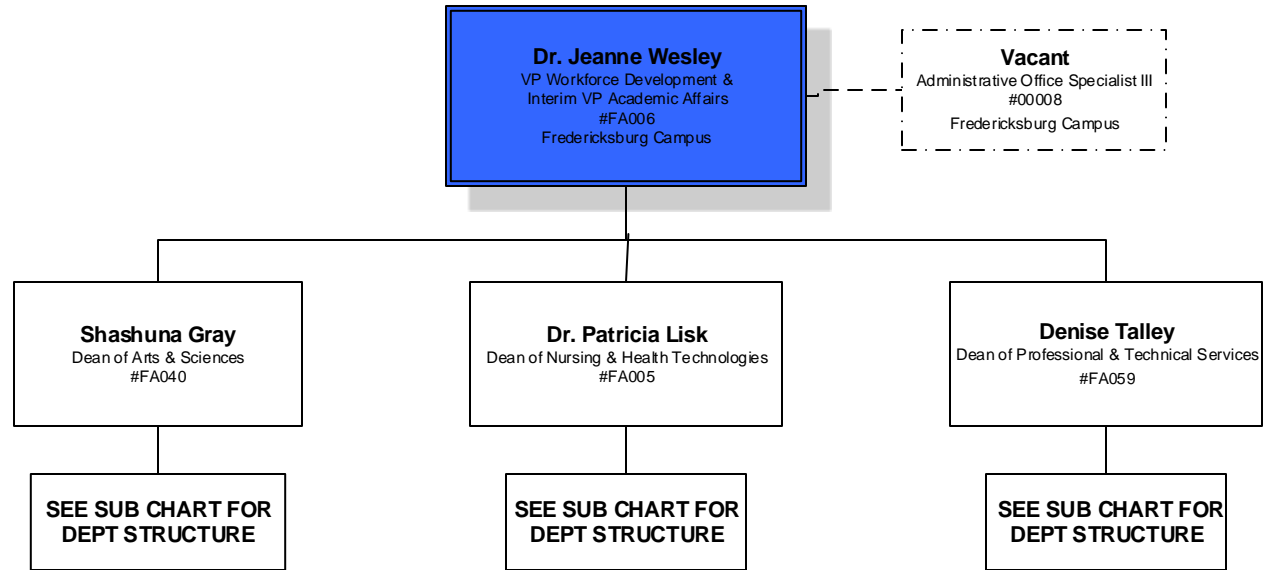 Dr. Jeanne Wesley
VP Workforce Development &
Interim VP Academic Affairs
#FA006
Fredericksburg Campus
Vacant
Administrative Office Specialist III
#00008
Fredericksburg Campus
Shashuna Gray
Dean of Arts & Sciences
#FA040
Dr. Patricia Lisk
Dean of Nursing & Health Technologies
#FA005
Denise Talley
Dean of Professional & Technical Services
#FA059
SEE SUB CHART FOR
DEPT STRUCTURE
SEE SUB CHART FOR
DEPT STRUCTURE
SEE SUB CHART FOR
DEPT STRUCTURE